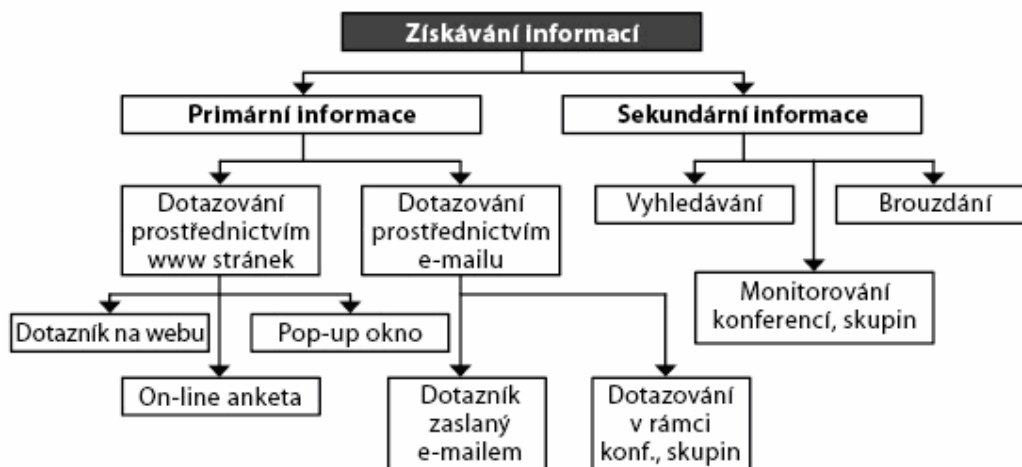 Získávání informací
Primární informace
Sekundární informace
Dotazování
prostřednictvím
www stránek
Dotazování
prostřednictvím
e-mailu
Vyhledávání
Brouzdání
Monitorování
konferencí, skupin
Dotazník na webu
Pop-up okno
On-line anketa
Dotazník
zaslaný
e-mailem
Dotazování
v rámci
konf., skupin